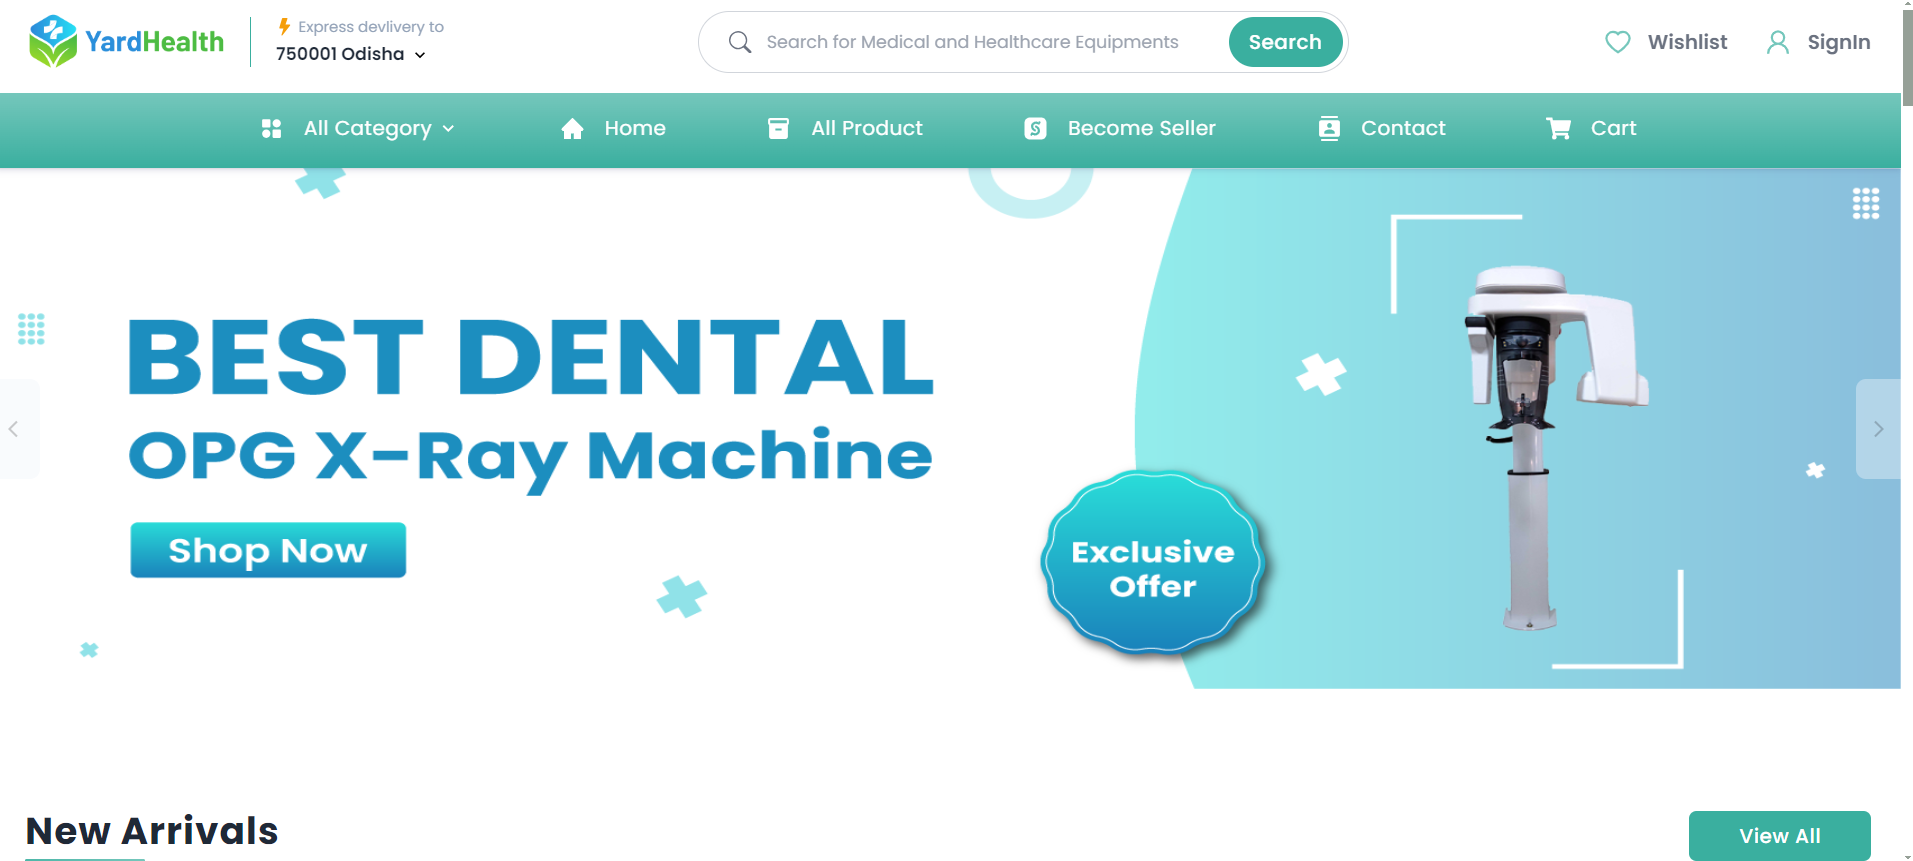 YardHealth
Express devlivery to
750001 Odisha
Search for Medical and Healthcare Equipments
Search
Wishlist
SignIn
All Category
Home
All Product
Become Seller
Contact
Cart
BEST DENTAL
OPG X-Ray Machine
Shop Now
Exclusive
Offer
New Arrivals
View All